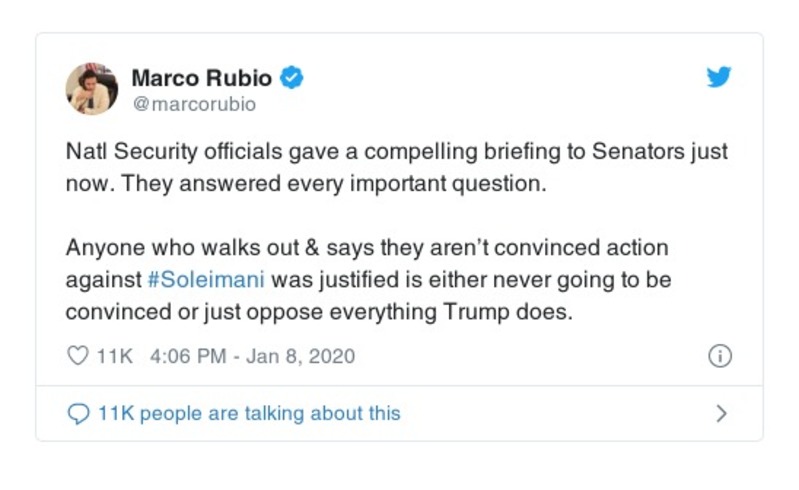 Marco Rubio
@marcorubio
Natl Security officials gave a compelling briefing to Senators just
now. They answered every important question.
Anyone who walks out & says they aren’t convinced action
against #Soleimani was justified is either never going to be
convinced or just oppose everything Trump does.
11K 4:06 PM - Jan 8, 2020
11K people are talking about this